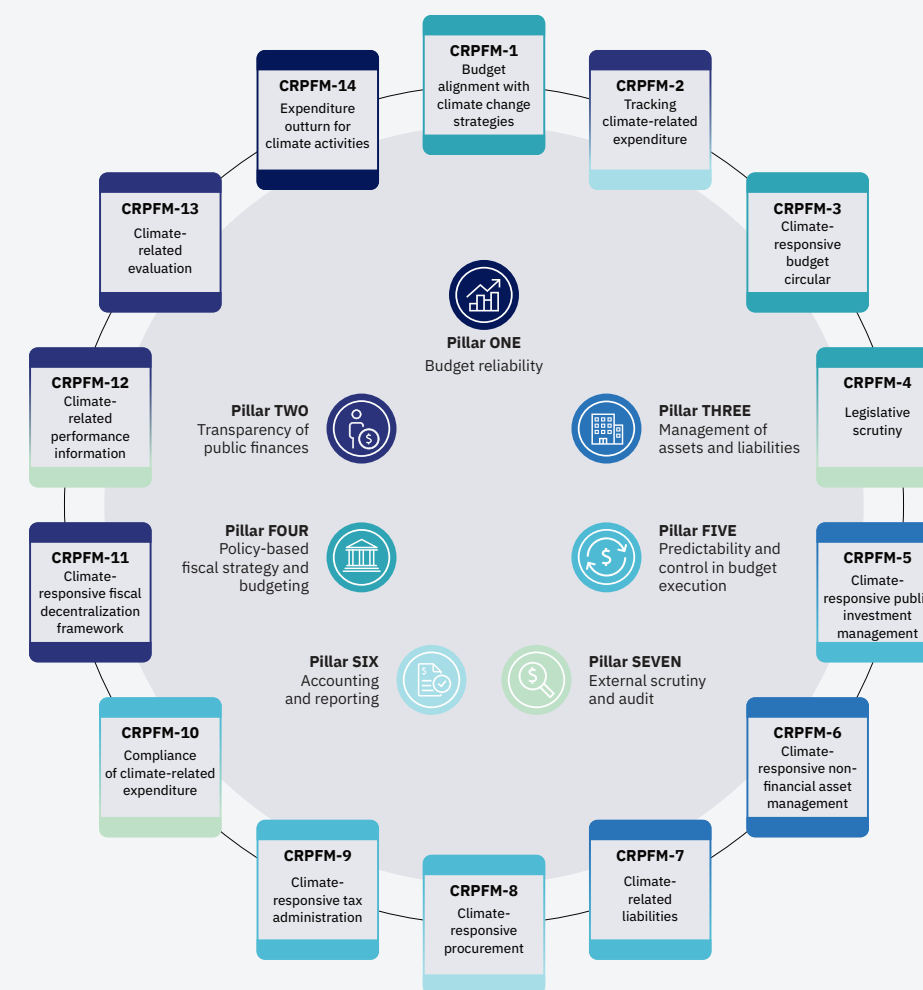 CRPFM-1
Budget
alignment with
climate change
strategies
CRPFM-2
Tracking
climate-related
expenditure
CRPFM-3
Climate-
responsive
budget
circular
CRPFM-4
Legislative
scrutiny
CRPFM-5
Climate-
responsive publi
investment
management
CRPFM-6
Climate-
responsive non-
financial asset
management
CRPFM-7
Climate-
related
liabilities
CRPFM-8
Climate-
responsive
procurement
CRPFM-9
Climate-
responsive tax
administration
CRPFM-10
Compliance
of climate-related
expenditure
CRPFM-11
Climate-
responsive fiscal
decentralization
framework
CRPFM-12
Climate-
related
performance
information
CRPFM-13
Climate-
related
evaluation
CRPFM-14
Expenditure
outturn for
climate activities
Pillar ONE
Budget reliability
Pillar TWO
Transparency of
public finances
$
Pillar THREE
Management of
assets and liabilities
Pillar FOUR
Policy-based
fiscal strategy and
budgeting
Pillar FIVE
Predictability and
control in budget
execution
$
Pillar SIX
Accounting
and reporting
$
Pillar SEVEN
External scrutiny
and audit
$